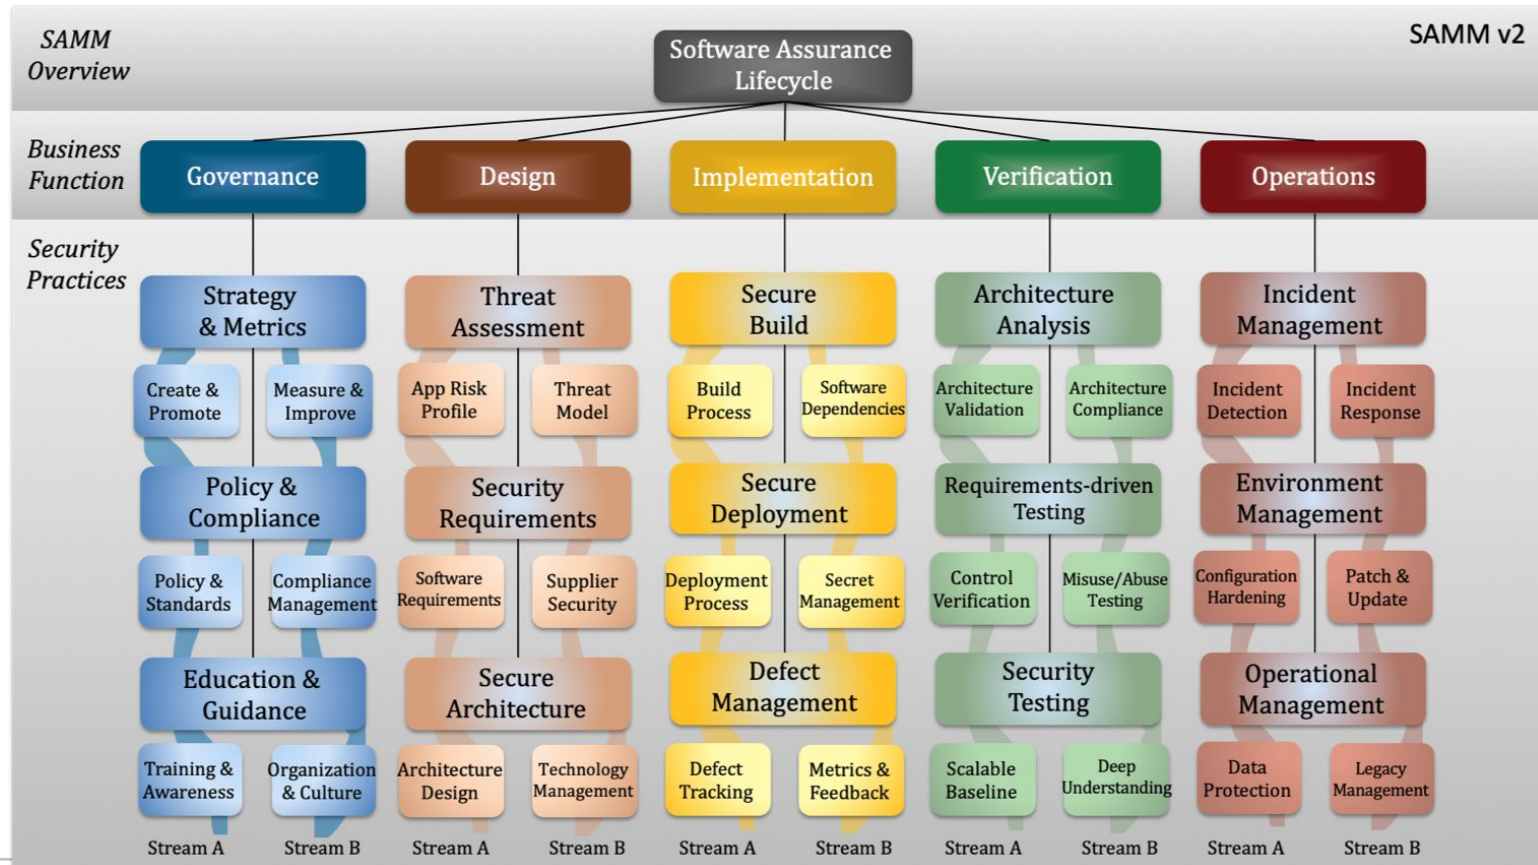 SAMM
Overview
Software Assurance
Lifecycle
SAMM v2
Business
Function
Governance
Design
Implementation
Verification
Operations
Security
Practices
Strategy
& Metrics
Threat
Assessment
Secure
Build
Architecture
Analysis
Incident
Management
Create &
Promote
Measure &
Improve
App Risk
Profile
Threat
Model
Build
Process
Software
Dependencies
Architecture
Validation
Architecture
Compliance
Incident
Detection
Incident
Response
Policy &
Compliance
Security
Requirements
Secure
Deployment
Requirements-driven
Testing
Environment
Management
Policy &
Standards
Compliance
Management
Software
Requirements
Supplier
Security
Deployment
Process
Secret
Management
Control
Verification
Misuse/Abuse
Testing
Configuration
Hardening
Patch &
Update
Education &
Guidance
Secure
Architecture
Defect
Management
Security
Testing
Operational
Management
Training &
Awareness
Organization
& Culture
Architecture
Design
Technology
Management
Defect
Tracking
Metrics &
Feedback
Scalable
Baseline
Deep
Understanding
Data
Protection
Legacy
Management
Stream A
Stream B
Stream A
Stream B
Stream A
Stream B
Stream A
Stream B
Stream A
Stream B